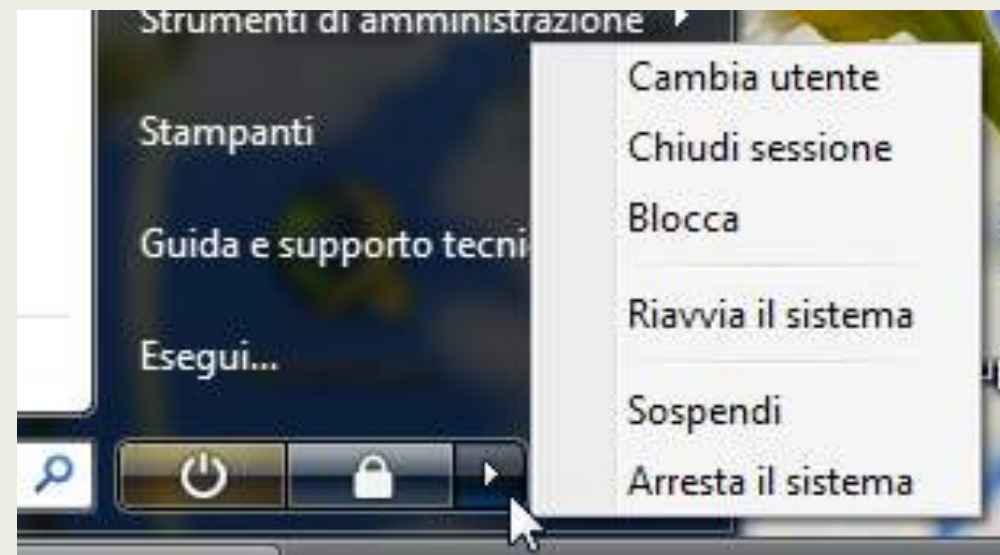 Strumenti di amministrazione
Stampanti
Guida e supporto tecni
Esegui...
Cambia utente
Chiudi sessione
Blocca
Riavvia il sistema
Sospendi
Arresta il sistema